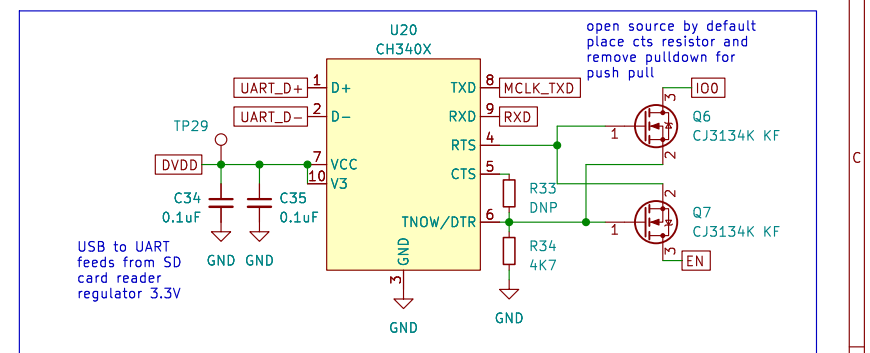 open source by default
place cts resistor and
remove pulldown for
push pull
U20
CH340X
UART_D+ 1 D+
TXD 8 MCLK_TXD
3 IO0
UART_D- 2 D-
RXD 9 RXD
1
Q6
CJ3134K KF
TP29
RTS 4
2
DVDD
7 VCC
CTS 5
10 V3
C34
0.1uF
C35
0.1uF
R33
DNP
2
TNOW/DTR 6
1
Q7
CJ3134K KF
R34
4K7
3 EN
GND
3
GND GND
USB to UART
feeds from SD
card reader
regulator 3.3V
GND
GND
C